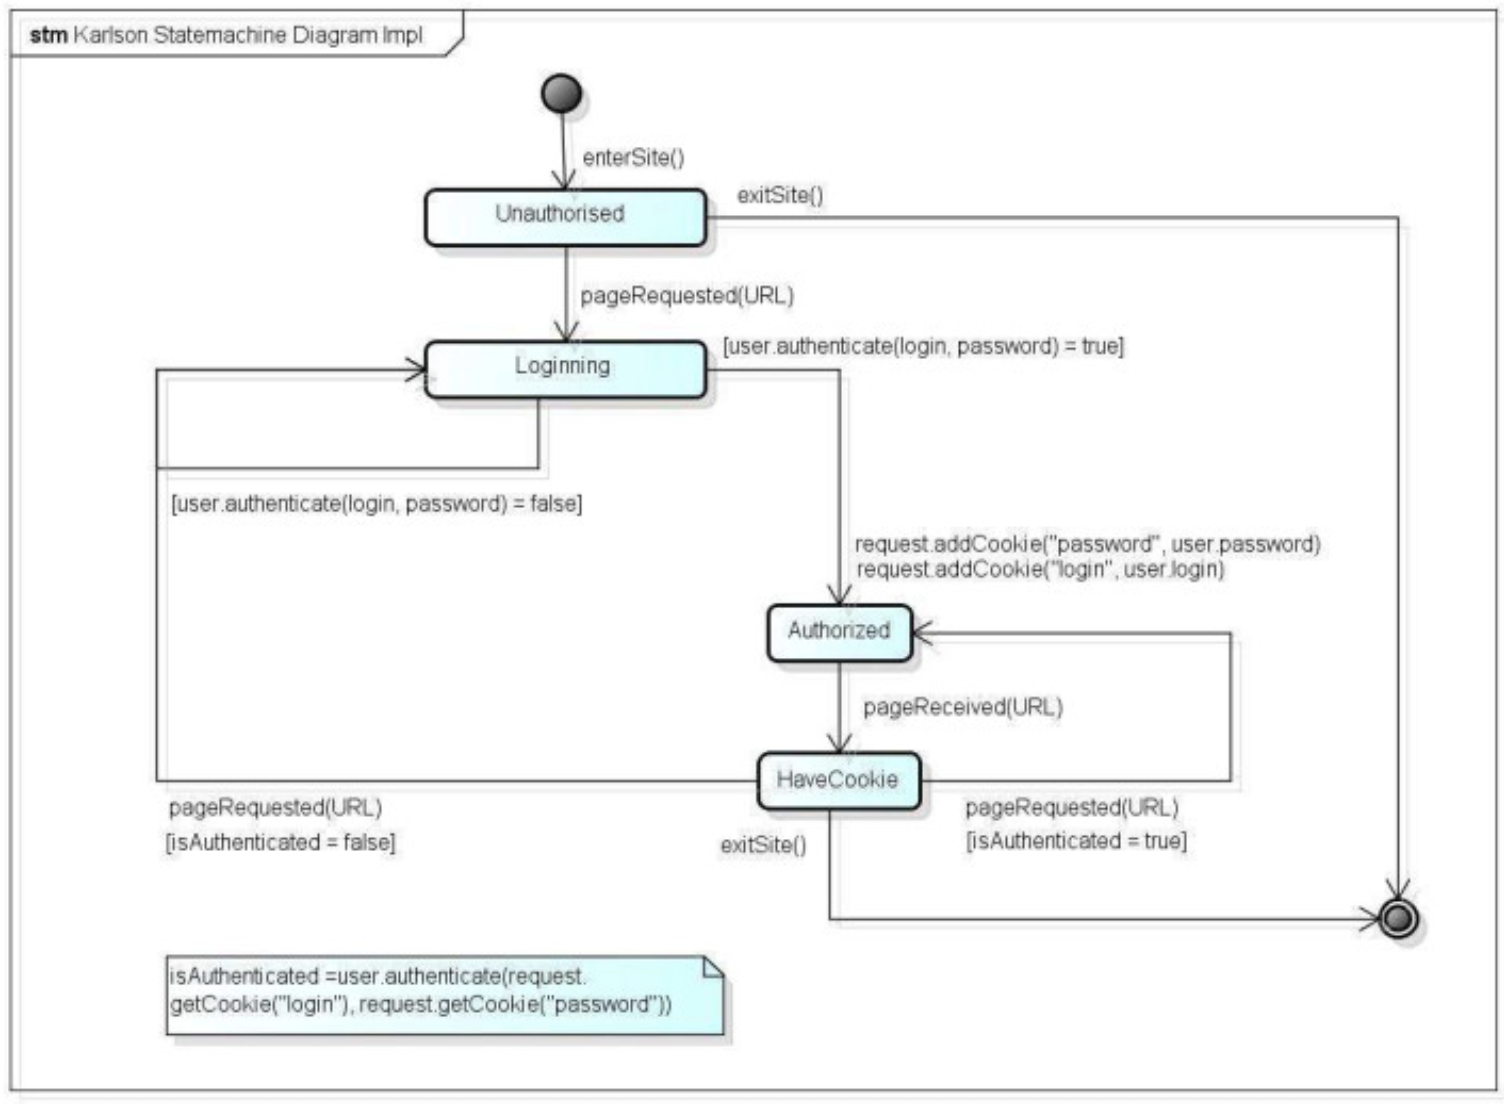 stm Karlson Statemachine Diagram Impl
enterSite()
Unauthorised
exitSite()
pageRequested(URL)
Loginning
[user.authenticate(login, password) = true]
[user.authenticate(login, password) = false]
request.addCookie("password", user.password)
request.addCookie("login", user.login)
Authorized
pageReceived(URL)
HaveCookie
pageRequested(URL)
[isAuthenticated = false]
exitSite()
pageRequested(URL)
[isAuthenticated = true]
isAuthenticated =user.authenticate(request.
getCookie("login"), request.getCookie("password"))